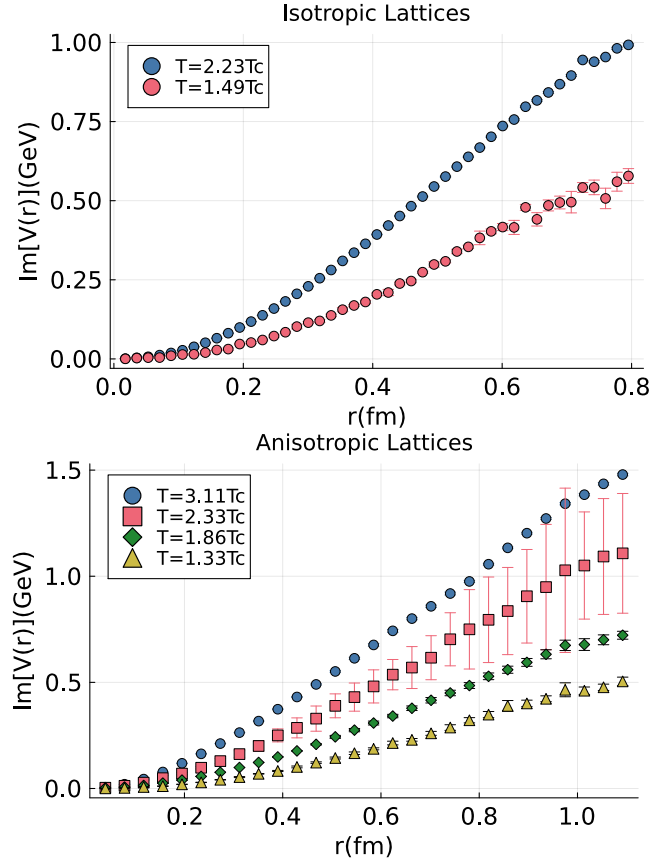 Isotropic Lattices
1.00
0.75
0.50
0.25
0.00
Im[V(r)](GeV)
T=2.23Tc
T=1.49Tc
0.0 0.2 0.4 0.6 0.8
r(fm)
Anisotropic Lattices
1.5
1.0
0.5
0.0
Im[V(r)](GeV)
T=3.11Tc
T=2.33Tc
T=1.86Tc
T=1.33Tc
0.2 0.4 0.6 0.8 1.0
r(fm)